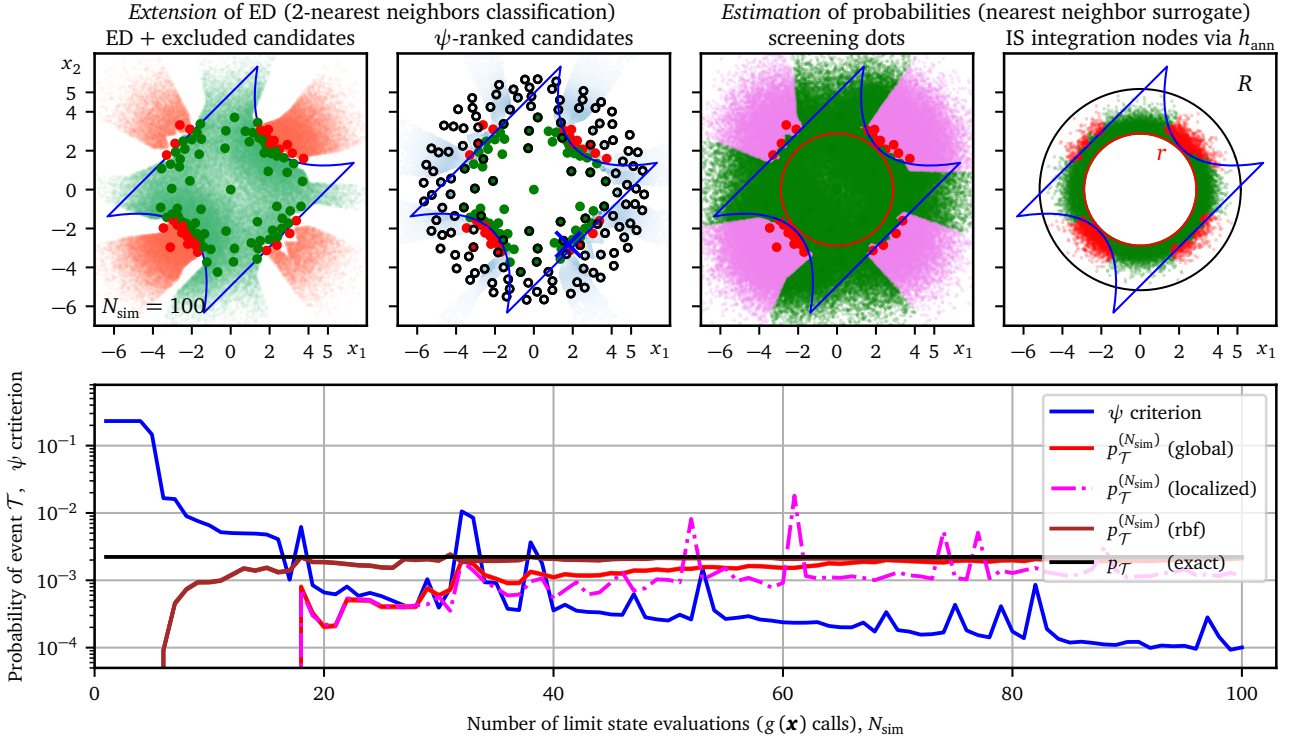 Extension of ED (2-nearest neighbors classification)
Estimation of probabilities (nearest neighbor surrogate)
ED + excluded candidates
ψ-ranked candidates
screening dots
IS integration nodes via h_ann
x_2
5
4
2
0
−2
−4
−6
N_sim = 100
r
R
−6 −4 −2 0 2 4 5 x_1
−6 −4 −2 0 2 4 5 x_1
−6 −4 −2 0 2 4 5 x_1
−6 −4 −2 0 2 4 5 x_1
Probability of event 𝒯, ψ crtiterion
10^−1
10^−2
10^−3
10^−4
ψ criterion
p_𝒯^(N_sim) (global)
p_𝒯^(N_sim) (localized)
p_𝒯^(N_sim) (rbf)
p_𝒯 (exact)
0 20 40 60 80 100
Number of limit state evaluations (g(𝒙) calls), N_sim